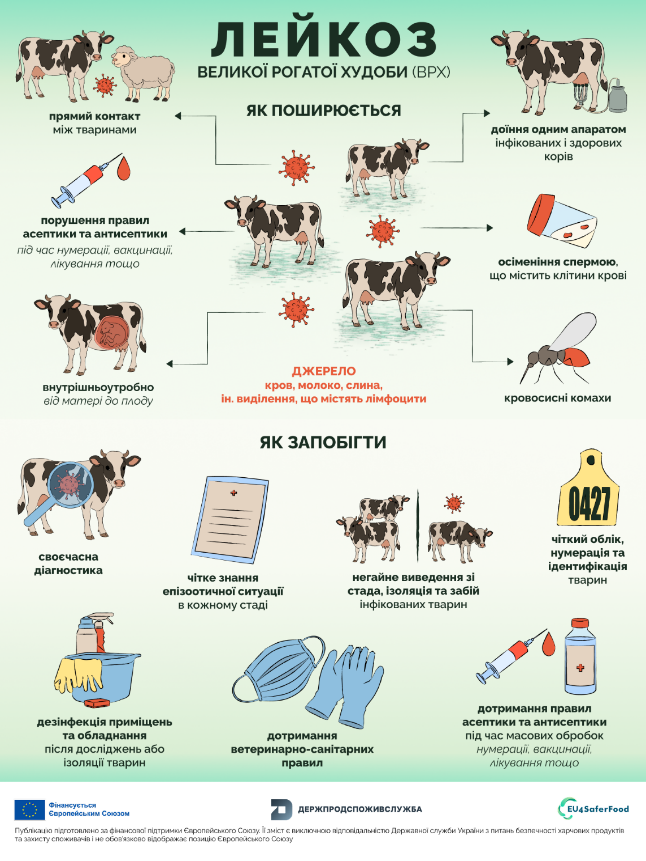 ЛЕЙКОЗ
ВЕЛИКОЇ РОГАТОЇ ХУДОБИ (ВРХ)
ЯК ПОШИРЮЄТЬСЯ
прямий контакт
між тваринами
доїння одним апаратом
інфікованих і здорових
корів
порушення правил
асептики та антисептики
під час нумерації, вакцинації,
лікування тощо
осіменіння спермою,
що містить клітини крові
внутрішньоутробно
від матері до плоду
ДЖЕРЕЛО
кров, молоко, слина,
ін. виділення, що містять лімфоцити
кровосисні комахи
ЯК ЗАПОБІГТИ
своєчасна
діагностика
чітке знання
епізоотичної ситуації
в кожному стаді
негайне виведення зі
стада, ізоляція та забій
інфікованих тварин
0427
чіткий облік,
нумерація та
ідентифікація
тварин
дезінфекція приміщень
та обладнання
після досліджень або
ізоляції тварин
дотримання
ветеринарно-санітарних
правил
дотримання правил
асептики та антисептики
під час масових обробок
нумерації, вакцинації,
лікування тощо
Фінансується
Європейським Союзом
ДЕРЖПРОДСПОЖИВСЛУЖБА
EU4SaferFood
Публікацію підготовлено за фінансової підтримки Європейського Союзу. Її зміст є виключною відповідальністю Державної служби України з питань безпечності харчових продуктів
та захисту споживачів і не обов'язково відображає позицію Європейського Союзу